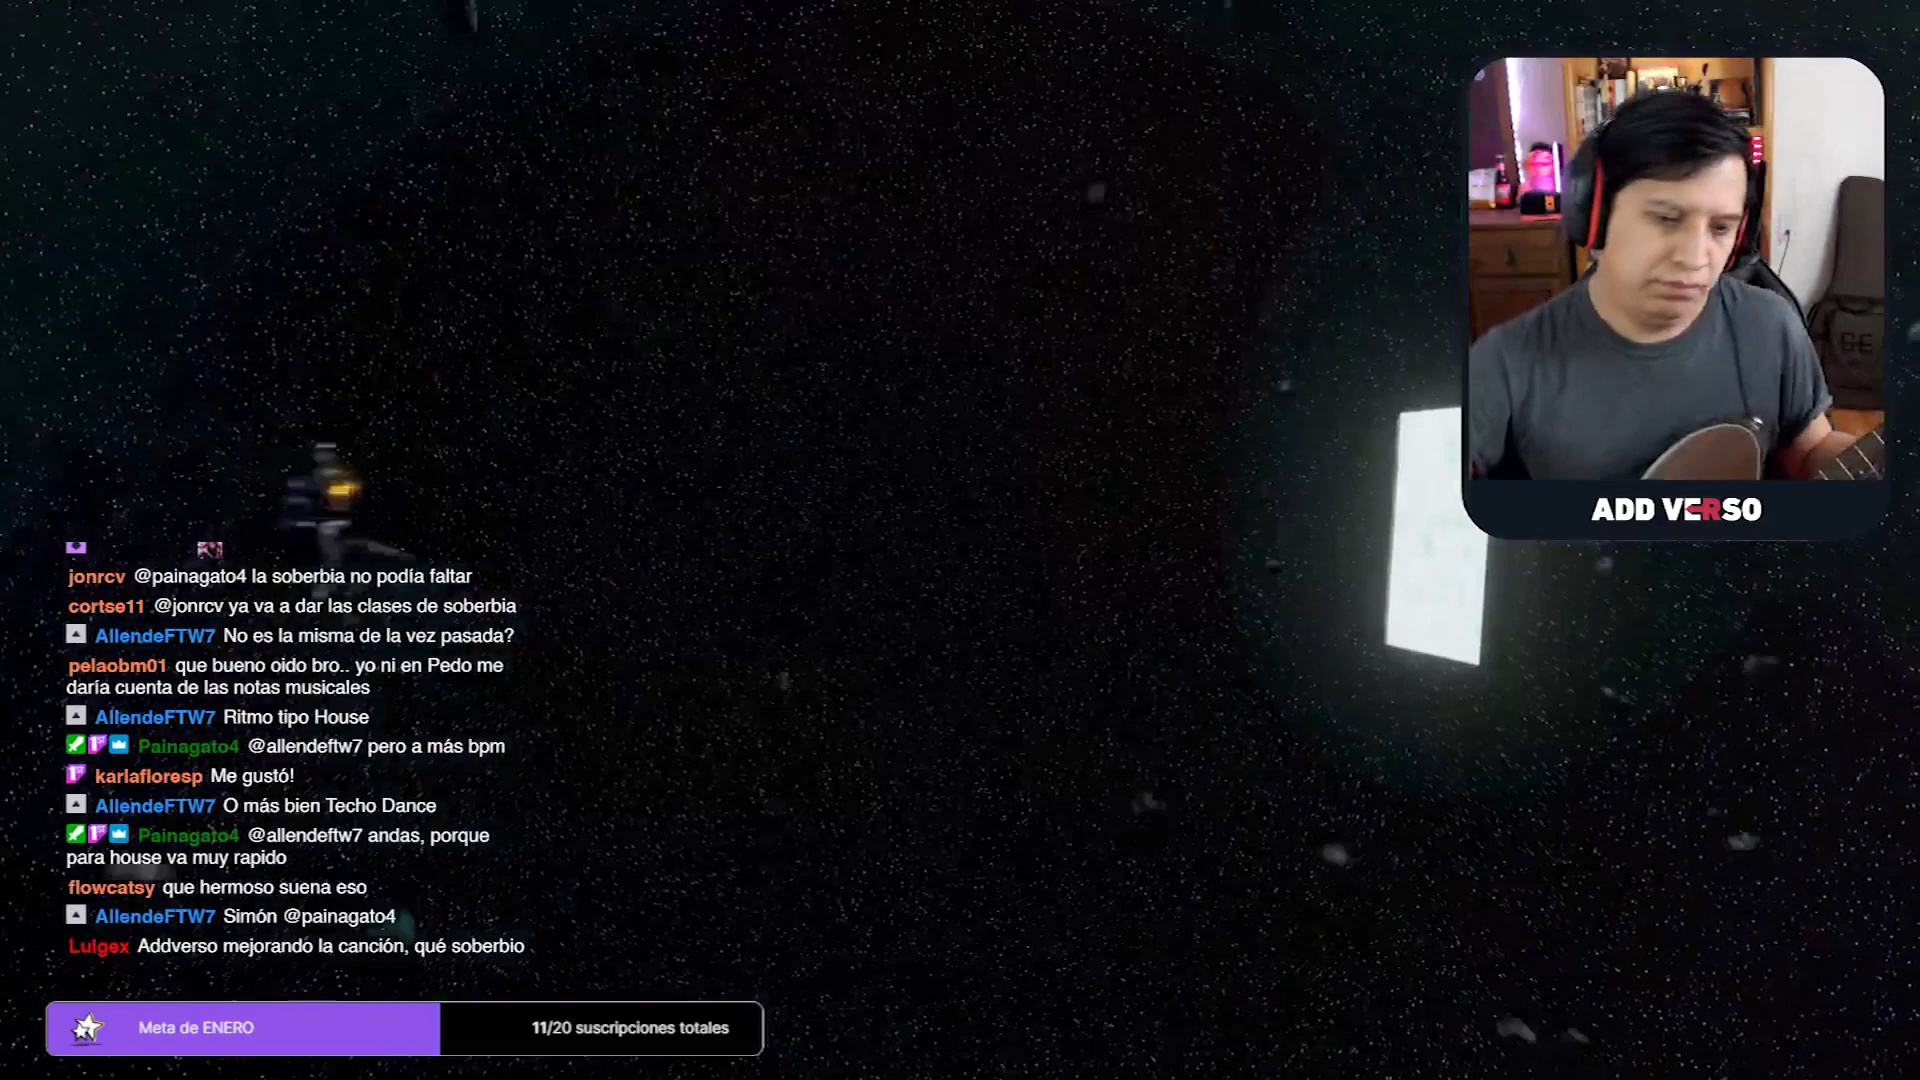 ADD VERSO
jonrcv @painagato4 la soberbia no podía faltar
cortse11 @jonrcv ya va a dar las clases de soberbia
AllendeFTW7 No es la misma de la vez pasada?
pelaobm01 que bueno oido bro.. yo ni en Pedo me
daría cuenta de las notas musicales
AllendeFTW7 Ritmo tipo House
Painagato4 @allendeftw7 pero a más bpm
karlafloresp Me gustó!
AllendeFTW7 O más bien Techo Dance
Painagato4 @allendeftw7 andas, porque
para house va muy rapido
flowcatsy que hermoso suena eso
AllendeFTW7 Simón @painagato4
Lulgex Addverso mejorando la canción, qué soberbio
Meta de ENERO 11/20 suscripciones totales